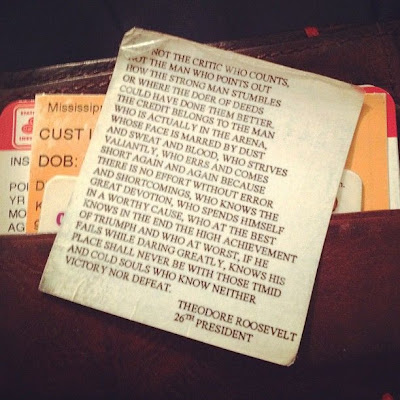 NOT THE CRITIC WHO COUNTS,
NOT THE MAN WHO POINTS OUT
HOW THE STRONG MAN STUMBLES
OR WHERE THE DOER OF DEEDS
COULD HAVE DONE THEM BETTER.
THE CREDIT BELONGS TO THE MAN
WHO IS ACTUALLY IN THE ARENA,
WHOSE FACE IS MARRED BY DUST
AND SWEAT AND BLOOD, WHO STRIVES
VALIANTLY, WHO ERRS AND COMES
SHORT AGAIN AND AGAIN BECAUSE
THERE IS NO EFFORT WITHOUT ERROR
AND SHORTCOMINGS, WHO KNOWS THE
GREAT DEVOTION, WHO SPENDS HIMSELF
IN A WORTHY CAUSE, WHO AT THE BEST
KNOWS IN THE END THE HIGH ACHIEVEMENT
OF TRIUMPH AND WHO AT WORST, IF HE
FAILS WHILE DARING GREATLY, KNOWS HIS
PLACE SHALL NEVER BE WITH THOSE TIMID
AND COLD SOULS WHO KNOW NEITHER
VICTORY NOR DEFEAT.
THEODORE ROOSEVELT
26TH PRESIDENT
Mississipp
CUST I
DOB:
INS
POL
YR
MO
AG